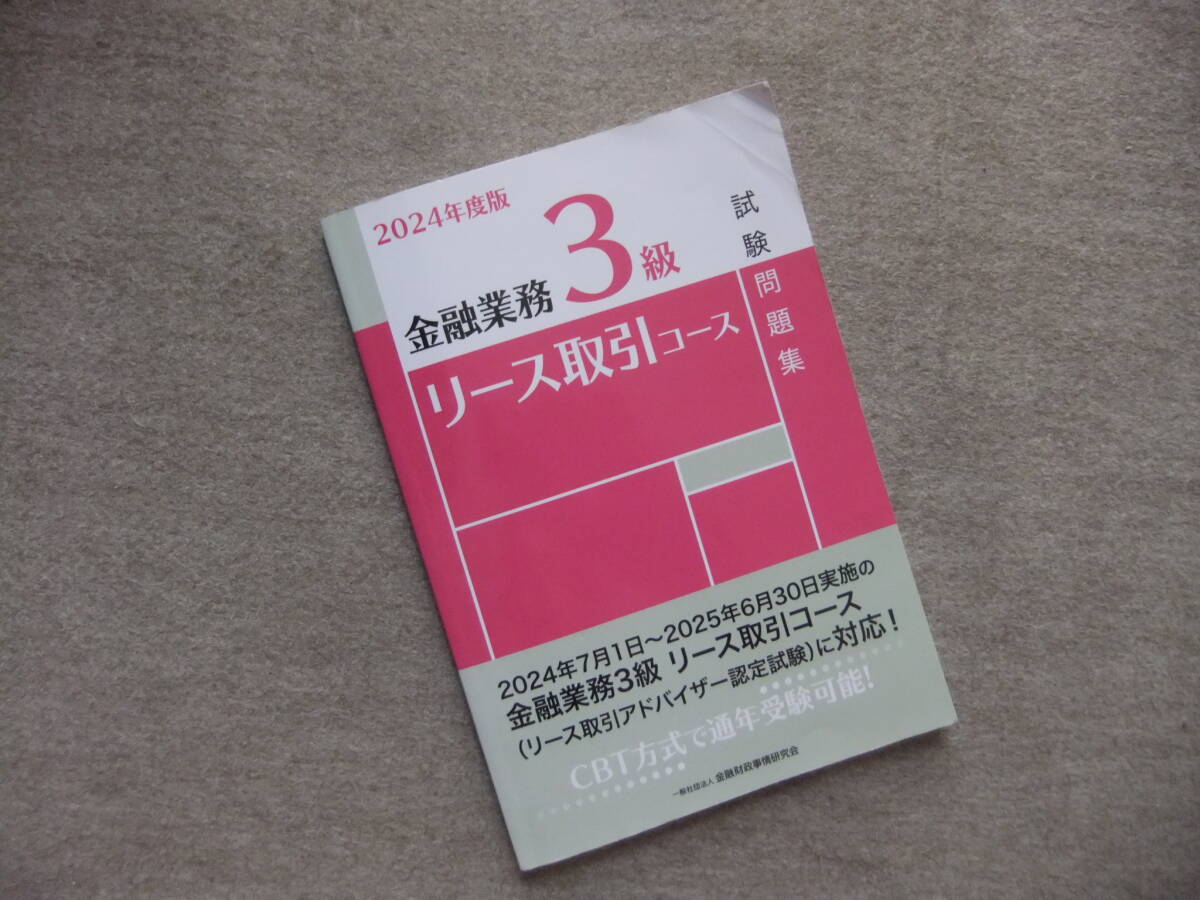 2024年度版
金融業務3級
リース取引コース
試験問題集
2024年7月1日～2025年6月30日実施の
金融業務3級 リース取引コース
(リース取引アドバイザー認定試験)に対応！
CBT方式で通年受験可能！
一般社団法人 金融財政事情研究会